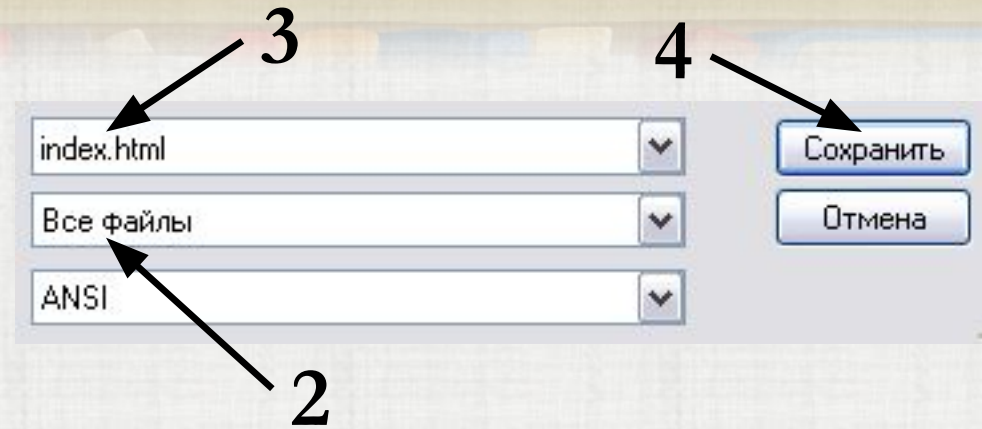 3
4
index.html
Сохранить
Все файлы
Отмена
ANSI
2